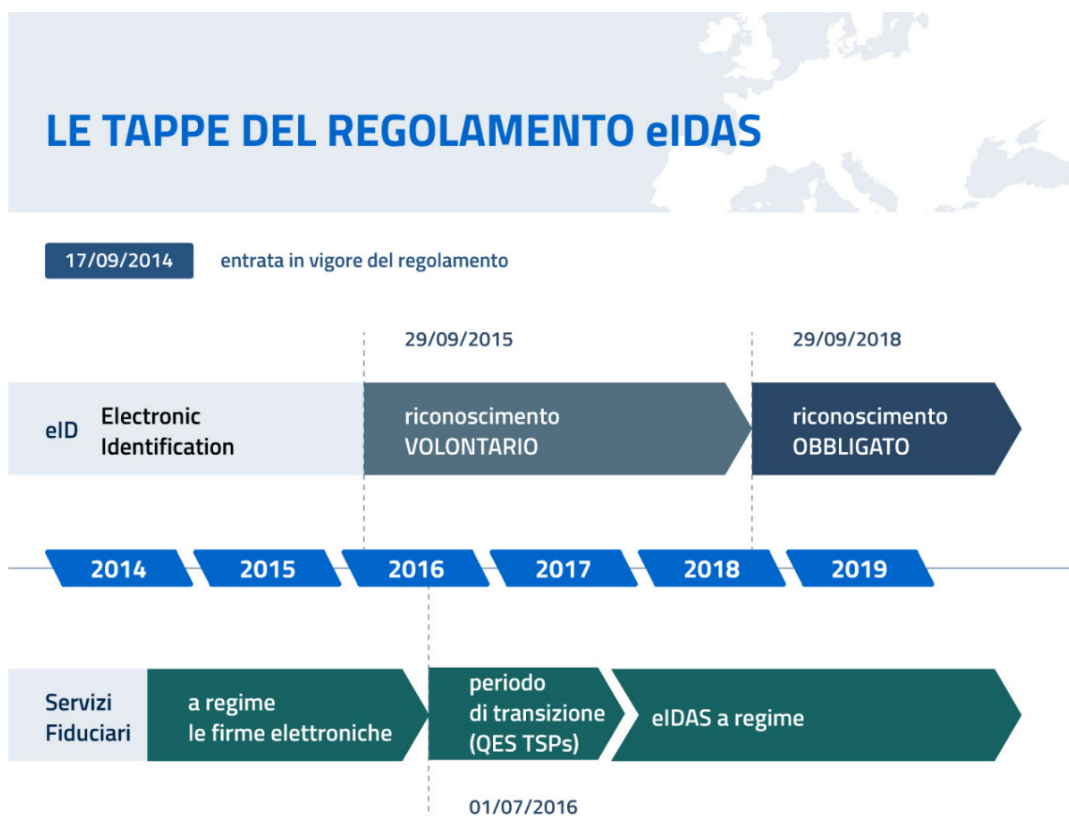 LE TAPPE DEL REGOLAMENTO eIDAS
17/09/2014
entrata in vigore del regolamento
29/09/2015
29/09/2018
eID
Electronic
Identification
riconoscimento
VOLONTARIO
riconoscimento
OBBLIGATO
2014
2015
2016
2017
2018
2019
Servizi
Fiduciari
a regime
le firme elettroniche
periodo
di transizione
(QES TSPs)
eIDAS a regime
01/07/2016